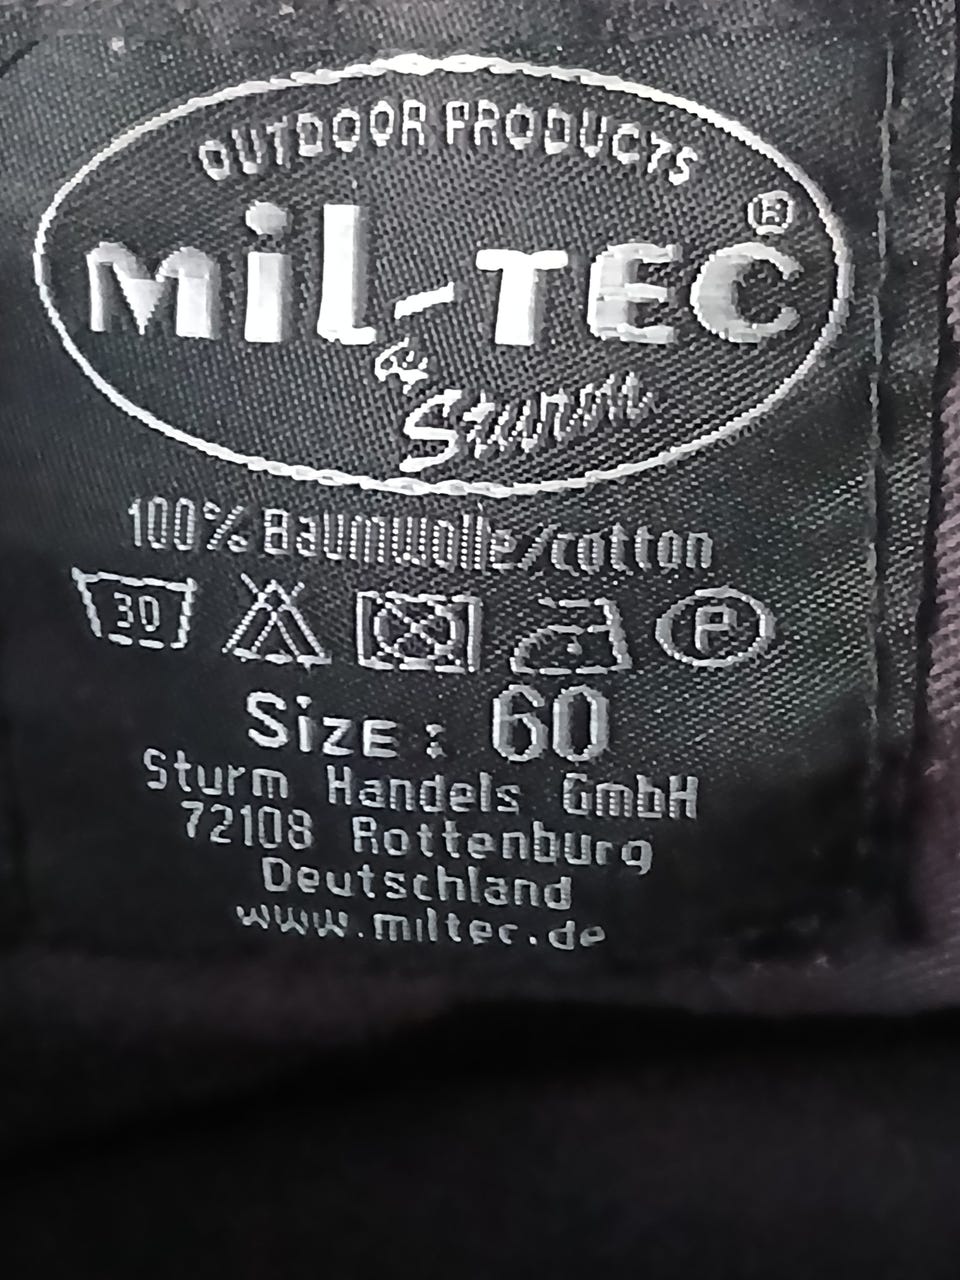 OUTDOOR PRODUCTS
Mil-TEC®
by
Sturm
100% Baumwolle/cotton
30
P
SizE : 60
Sturm Handels GmbH
72108 Rottenburg
Deutschland
www.miltec.de